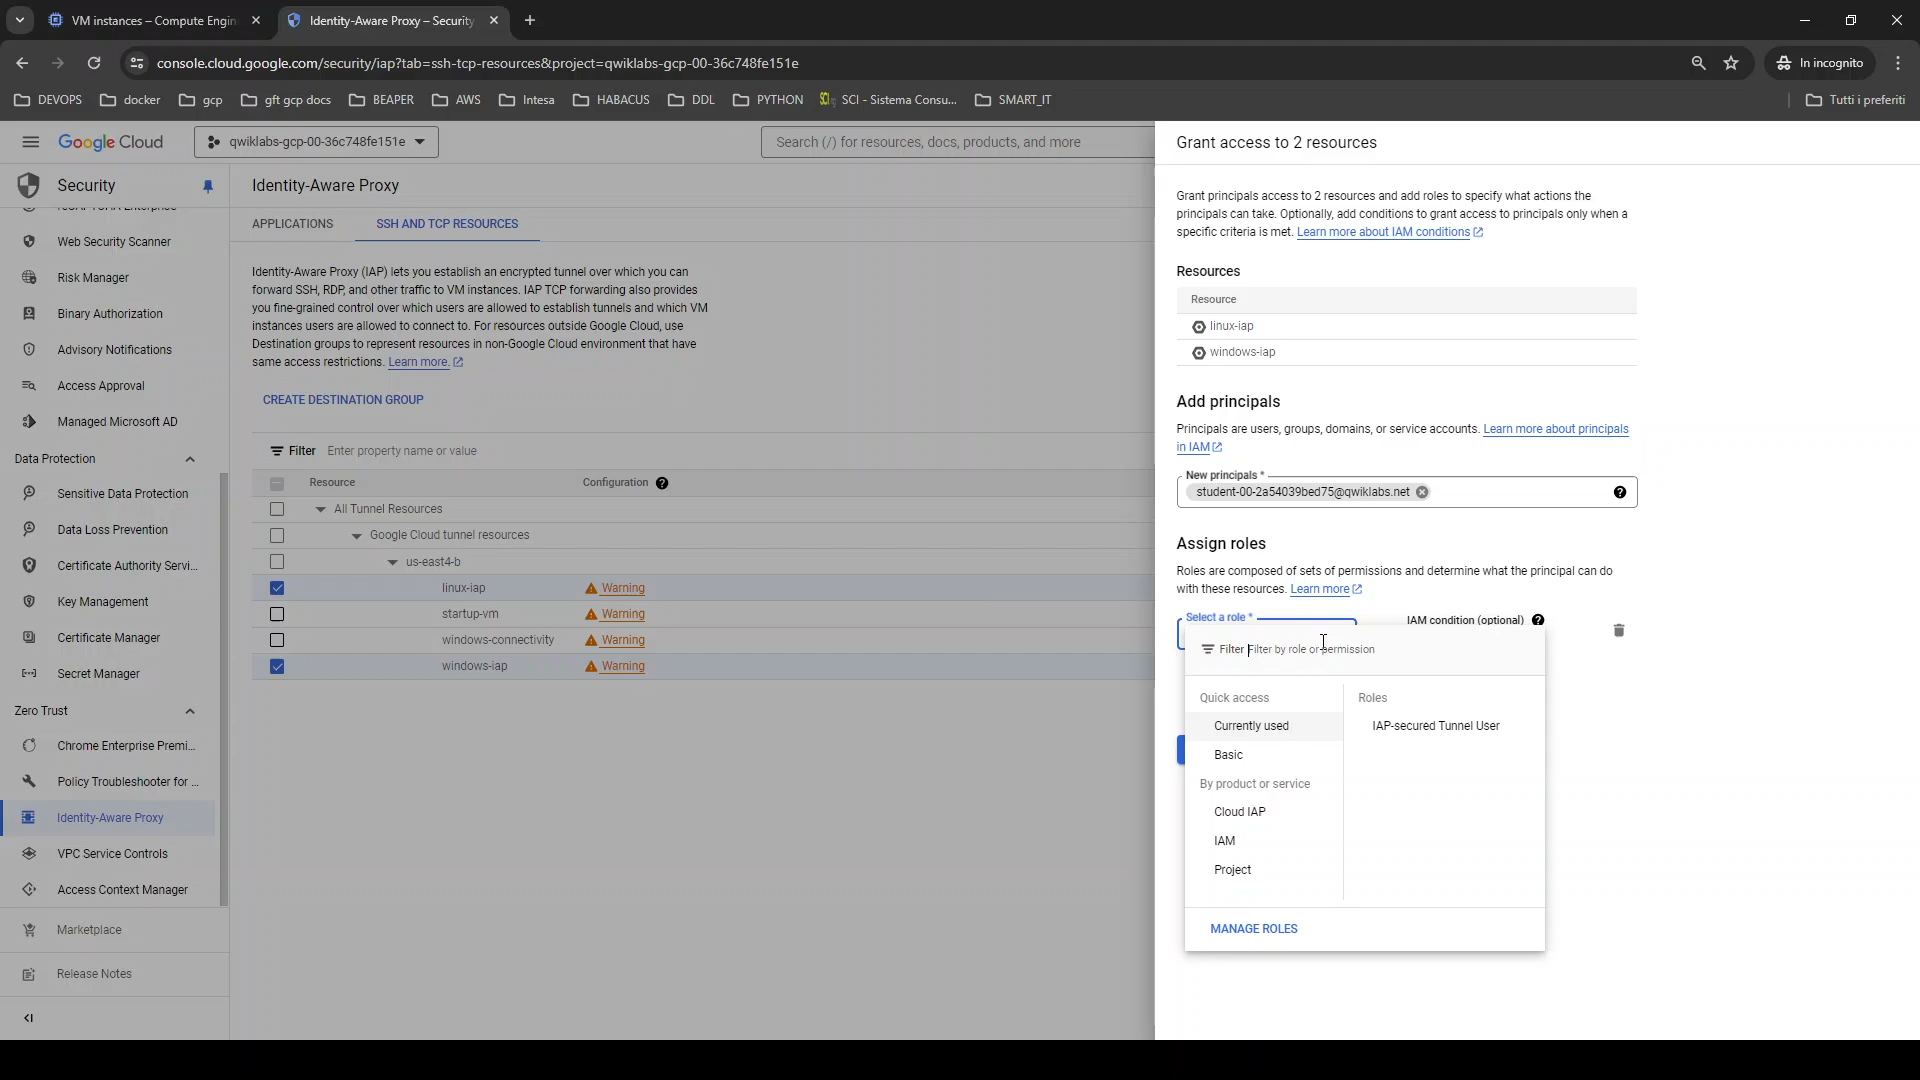 VM instances – Compute Engin
Identity-Aware Proxy – Security
console.cloud.google.com/security/iap?tab=ssh-tcp-resources&project=qwiklabs-gcp-00-36c748fe151e
In incognito
DEVOPS
docker
gcp
gft gcp docs
BEAPER
AWS
Intesa
HABACUS
DDL
PYTHON
SCI - Sistema Consu...
SMART_IT
Tutti i preferiti
Google Cloud
qwiklabs-gcp-00-36c748fe151e
Search (/) for resources, docs, products, and more
Security
Web Security Scanner
Risk Manager
Binary Authorization
Advisory Notifications
Access Approval
Managed Microsoft AD
Data Protection
Sensitive Data Protection
Data Loss Prevention
Certificate Authority Servi...
Key Management
Certificate Manager
Secret Manager
Zero Trust
Chrome Enterprise Premi...
Policy Troubleshooter for ...
Identity-Aware Proxy
VPC Service Controls
Access Context Manager
Marketplace
Release Notes
Identity-Aware Proxy
APPLICATIONS
SSH AND TCP RESOURCES
Identity-Aware Proxy (IAP) lets you establish an encrypted tunnel over which you can
forward SSH, RDP, and other traffic to VM instances. IAP TCP forwarding also provides
you fine-grained control over which users are allowed to establish tunnels and which VM
instances users are allowed to connect to. For resources outside Google Cloud, use
Destination groups to represent resources in non-Google Cloud environment that have
same access restrictions. Learn more.
CREATE DESTINATION GROUP
Filter Enter property name or value
Resource Configuration
All Tunnel Resources
Google Cloud tunnel resources
us-east4-b
linux-iap Warning
startup-vm Warning
windows-connectivity Warning
windows-iap Warning
Grant access to 2 resources
Grant principals access to 2 resources and add roles to specify what actions the
principals can take. Optionally, add conditions to grant access to principals only when a
specific criteria is met. Learn more about IAM conditions
Resources
Resource
linux-iap
windows-iap
Add principals
Principals are users, groups, domains, or service accounts. Learn more about principals
in IAM
New principals *
student-00-2a54039bed75@qwiklabs.net
Assign roles
Roles are composed of sets of permissions and determine what the principal can do
with these resources. Learn more
Select a role *
IAM condition (optional)
Filter Filter by role or permission
Quick access
Currently used
Basic
By product or service
Cloud IAP
IAM
Project
Roles
IAP-secured Tunnel User
MANAGE ROLES